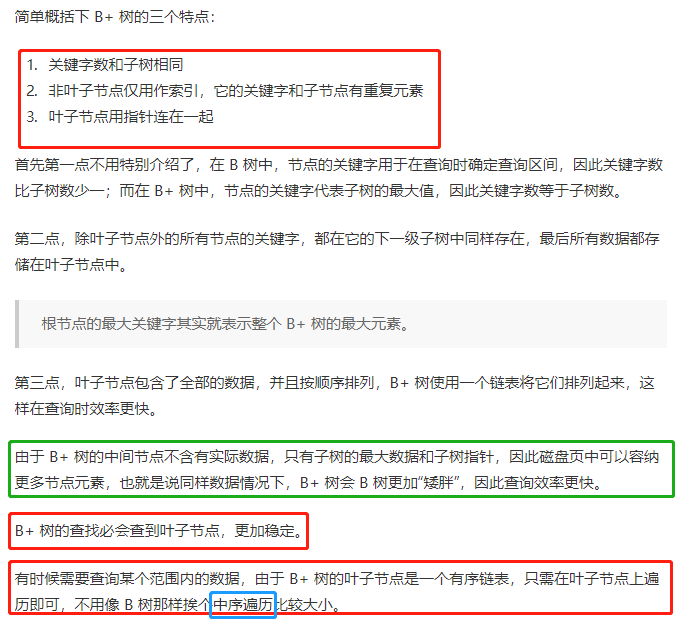 简单概括下 B+ 树的三个特点：
1. 关键字数和子树相同
2. 非叶子节点仅用作索引，它的关键字和子节点有重复元素
3. 叶子节点用指针连在一起
首先第一点不用特别介绍了，在 B 树中，节点的关键字用于在查询时确定查询区间，因此关键字数
比子树数少一；而在 B+ 树中，节点的关键字代表子树的最大值，因此关键字数等于子树数。
第二点，除叶子节点外的所有节点的关键字，都在它的下一级子树中同样存在，最后所有数据都存
储在叶子节点中。
根节点的最大关键字其实就表示整个 B+ 树的最大元素。
第三点，叶子节点包含了全部的数据，并且按顺序排列，B+ 树使用一个链表将它们排列起来，这
样在查询时效率更快。
由于 B+ 树的中间节点不含有实际数据，只有子树的最大数据和子树指针，因此磁盘页中可以容纳
更多节点元素，也就是说同样数据情况下，B+ 树会 B 树更加“矮胖”，因此查询效率更快。
B+ 树的查找必会查到叶子节点，更加稳定。
有时候需要查询某个范围内的数据，由于 B+ 树的叶子节点是一个有序链表，只需在叶子节点上遍
历即可，不用像 B 树那样挨个中序遍历比较大小。